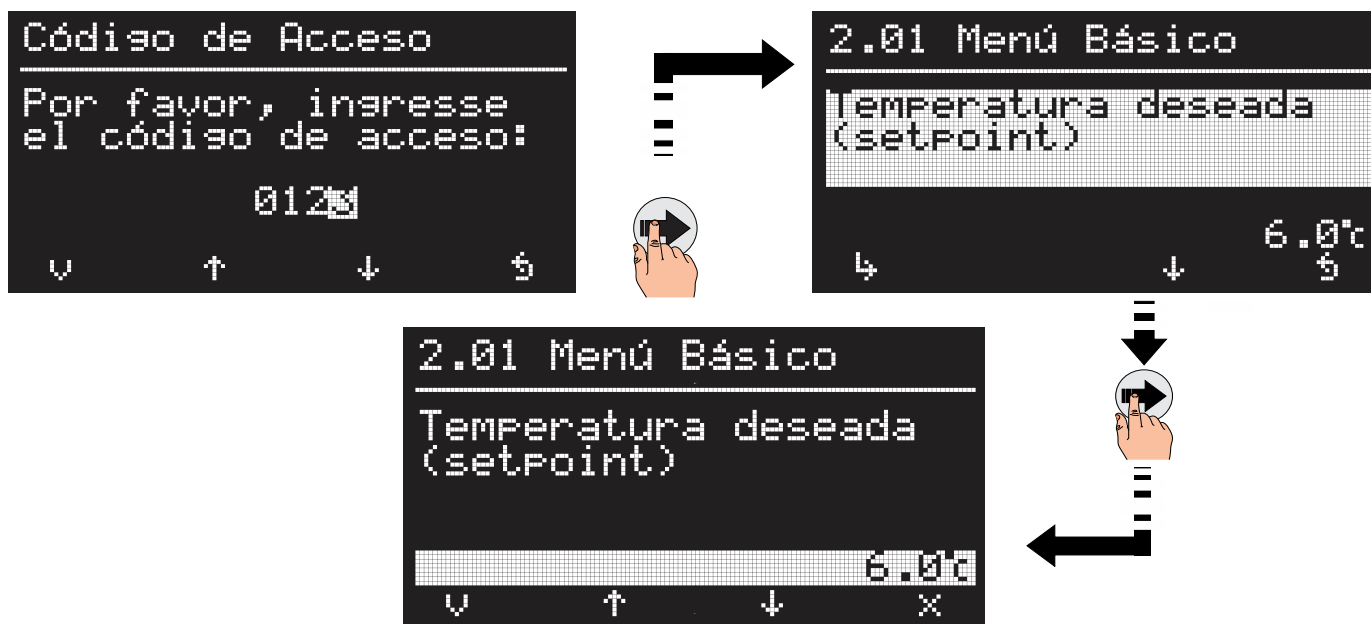 Código de Acceso
Por favor, ingresse
el código de acceso:
2.01 Menú Básico
Temperatura deseada
(setpoint)
6.0°c
2.01 Menú Básico
Temperatura deseada
(setpoint)
6.0°c